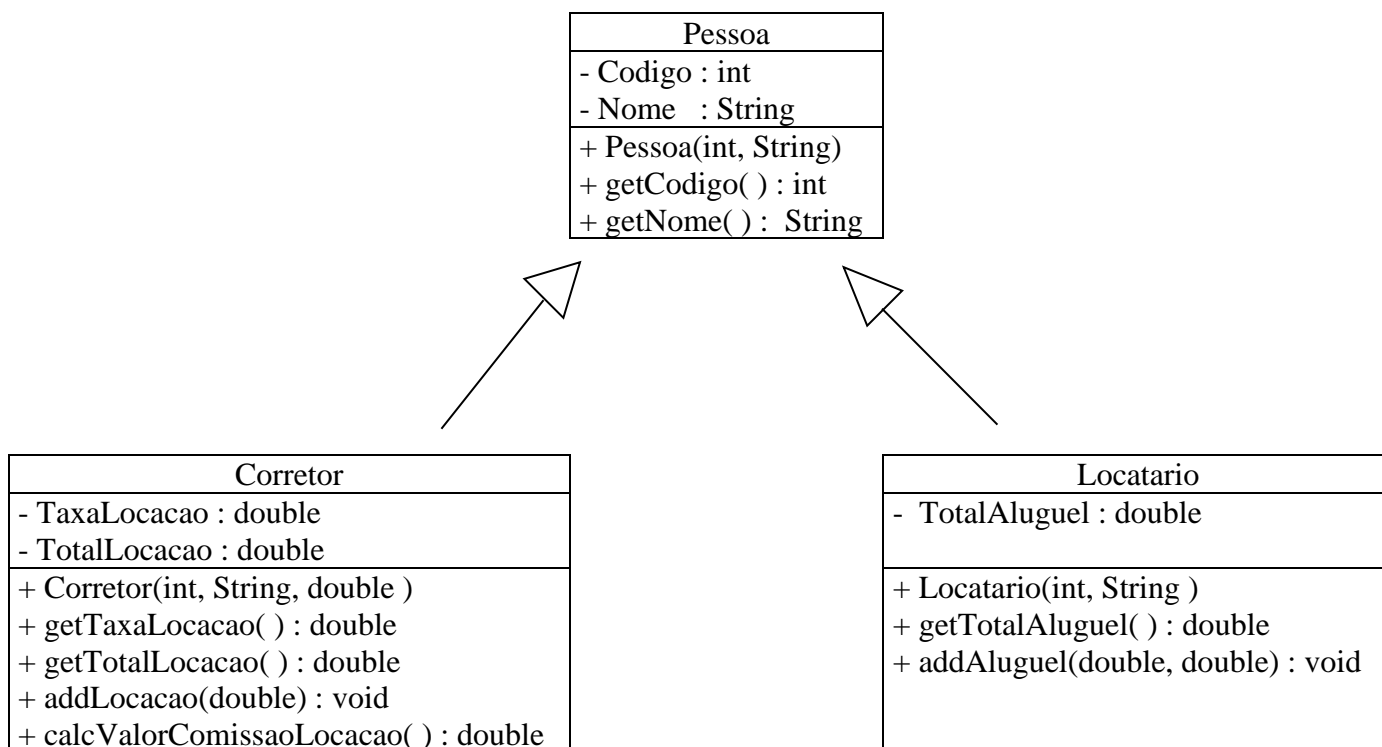 Pessoa
- Codigo : int
- Nome   : String
+ Pessoa(int, String)
+ getCodigo( ) : int
+ getNome( ) :  String
Corretor
- TaxaLocacao : double
- TotalLocacao : double
+ Corretor(int, String, double )
+ getTaxaLocacao( ) : double
+ getTotalLocacao( ) : double
+ addLocacao(double) : void
+ calcValorComissaoLocacao( ) : double
Locatario
-  TotalAluguel : double
+ Locatario(int, String )
+ getTotalAluguel( ) : double
+ addAluguel(double, double) : void